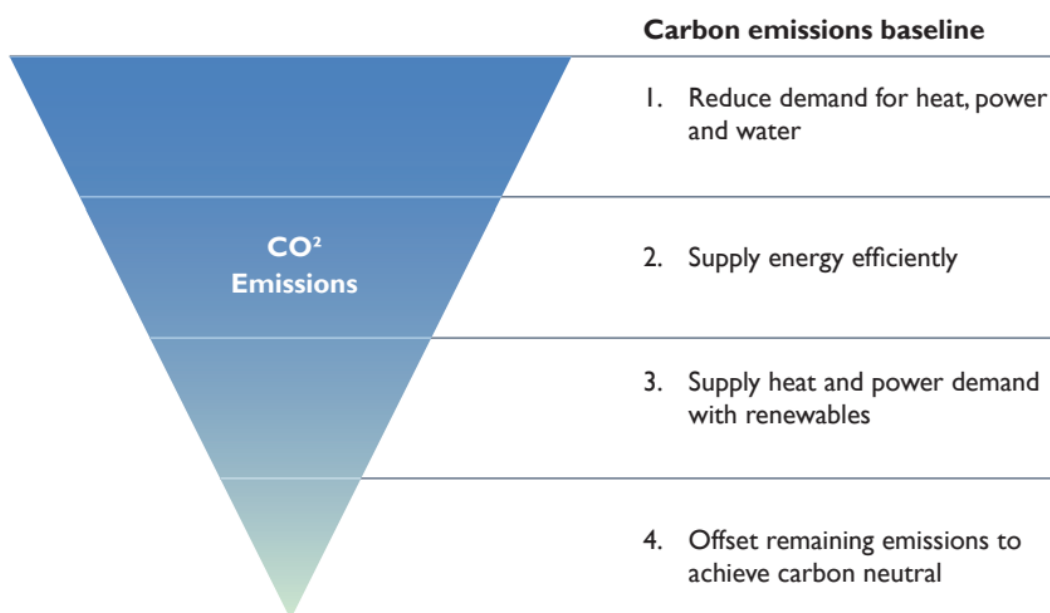 Carbon emissions baseline
1. Reduce demand for heat, power
and water
CO²
Emissions
2. Supply energy efficiently
3. Supply heat and power demand
with renewables
4. Offset remaining emissions to
achieve carbon neutral